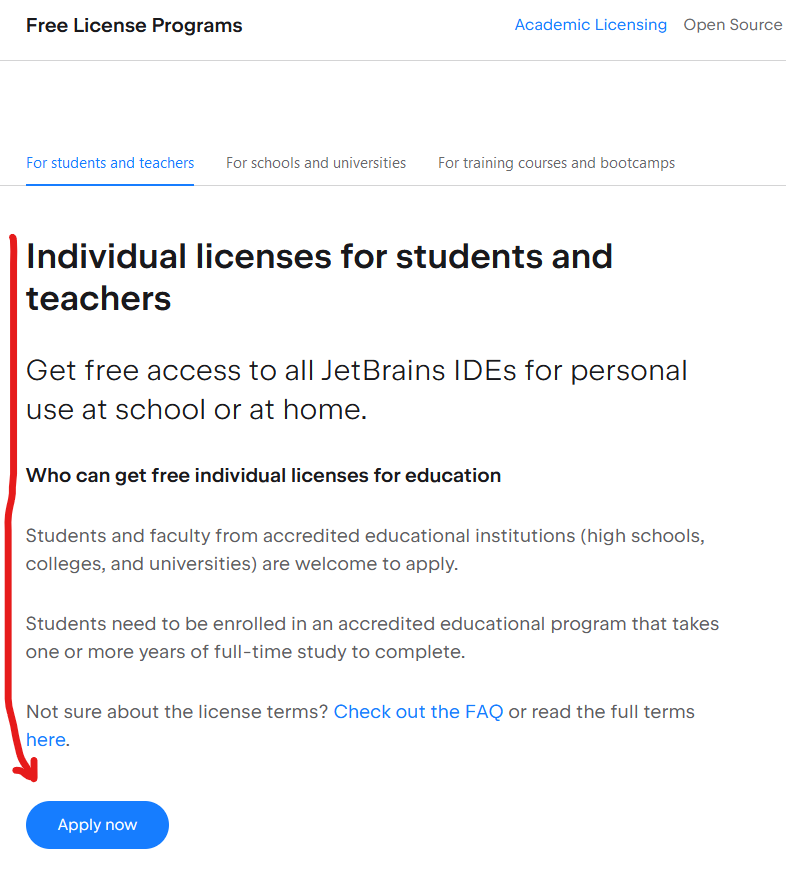 Free License Programs
Academic Licensing
Open Source
For students and teachers
For schools and universities
For training courses and bootcamps
Individual licenses for students and
teachers
Get free access to all JetBrains IDEs for personal
use at school or at home.
Who can get free individual licenses for education
Students and faculty from accredited educational institutions (high schools,
colleges, and universities) are welcome to apply.
Students need to be enrolled in an accredited educational program that takes
one or more years of full-time study to complete.
Not sure about the license terms? Check out the FAQ or read the full terms
here.
Apply now